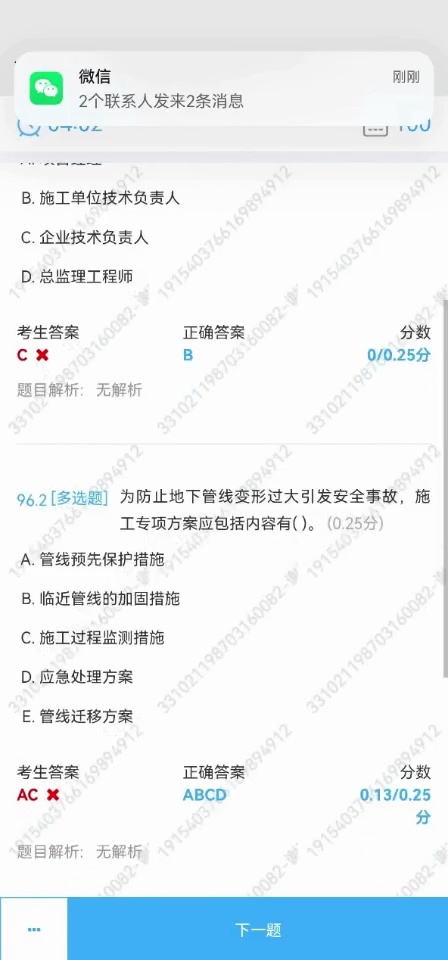 微信
刚刚
2个联系人发来2条消息
B. 施工单位技术负责人
C. 企业技术负责人
D. 总监理工程师
考生答案 正确答案 分数
C B 0/0.25分
题目解析: 无解析
96.2 [多选题] 为防止地下管线变形过大引发安全事故，施
工专项方案应包括内容有( )。 (0.25分)
A. 管线预先保护措施
B. 临近管线的加固措施
C. 施工过程监测措施
D. 应急处理方案
E. 管线迁移方案
考生答案 正确答案 分数
AC ABCD 0.13/0.25
分
题目解析: 无解析
下一题